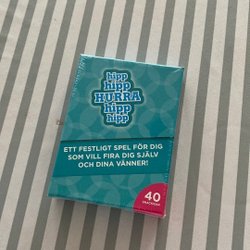 hipp
hipp
HURRA
hipp
hipp
ETT FESTLIGT SPEL FÖR DIG
SOM VILL FIRA DIG SJÄLV
OCH DINA VÄNNER!
40